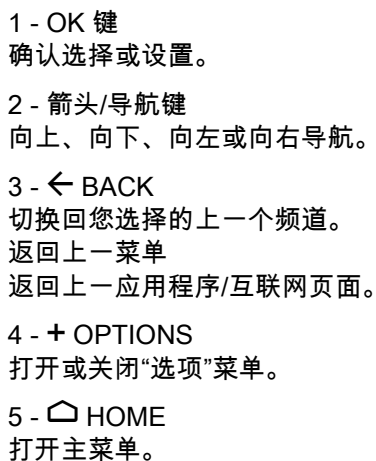 1 - OK 键
确认选择或设置。
2 - 箭头/导航键
向上、向下、向左或向右导航。
3 - ← BACK
切换回您选择的上一个频道。
返回上一菜单
返回上一应用程序/互联网页面。
4 - + OPTIONS
打开或关闭“选项”菜单。
5 - HOME
打开主菜单。